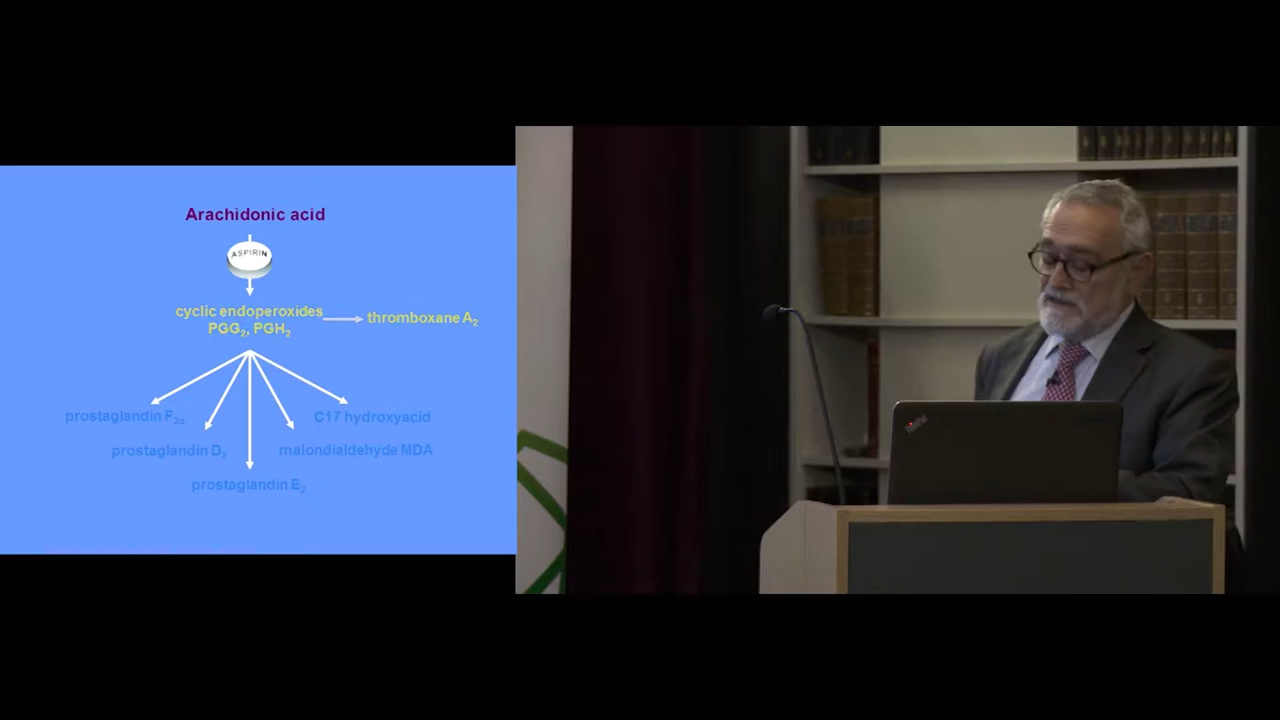 Arachidonic acid
ASPIRIN
cyclic endoperoxides
PGG₂, PGH₂
thromboxane A₂
prostaglandin F₂α
C17 hydroxyacid
prostaglandin D₂
malondialdehyde MDA
prostaglandin E₂